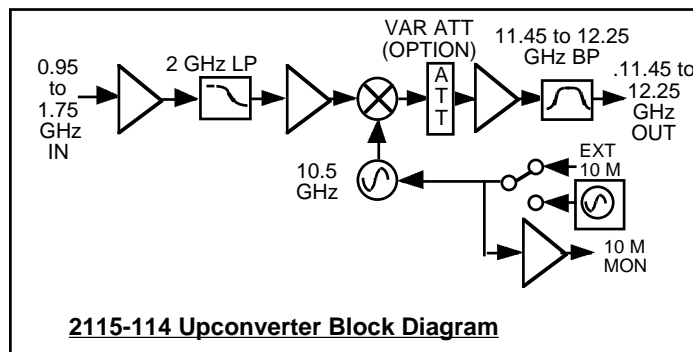 VAR ATT
(OPTION)
11.45 to 12.25
GHz BP
0.95
to
1.75
GHz
IN
2 GHz LP
A
T
T
.11.45 to
12.25
GHz
OUT
10.5
GHz
EXT
10 M
10 M
MON
2115-114 Upconverter Block Diagram